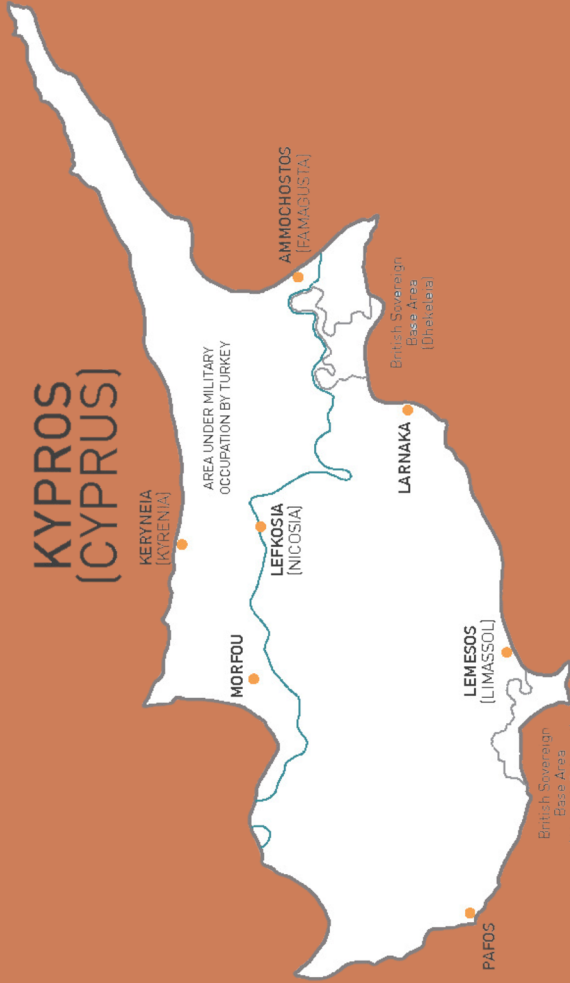 KYPROS
(CYPRUS)
KERYNEIA
(KYRENIA)
AREA UNDER MILITARY
OCCUPATION BY TURKEY
AMMOCHOSTOS
(FAMAGUSTA)
MORFOU
LEFKOSIA
(NICOSIA)
British Sovereign
Base Area
(Dhekeleia)
LARNAKA
LEMESOS
(LIMASSOL)
British Sovereign
Base Area
PAFOS